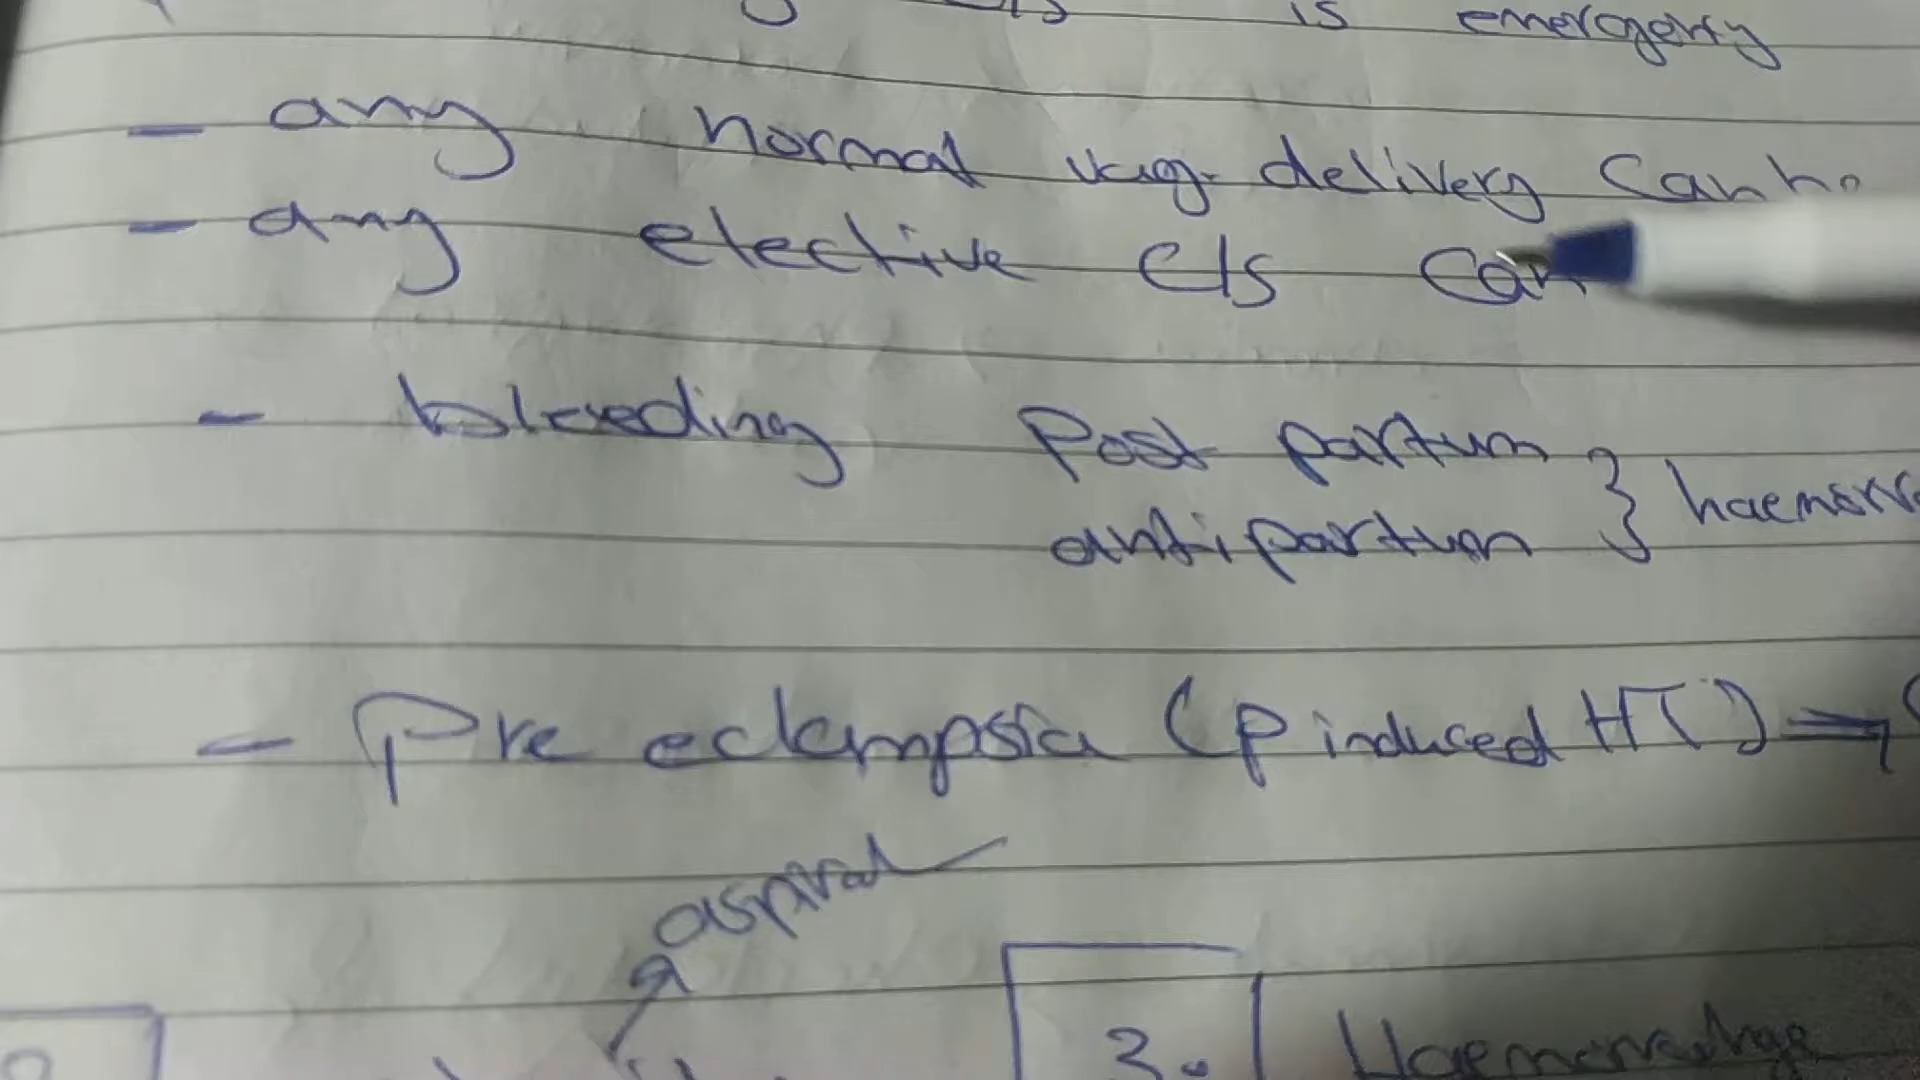 is emergency
- any normal vag. delivery can
- any elective C/S can
- bleeding Post partum
antipartum } haemorr
- Pre eclampsia (P induced HT) ⇒
aspirat
3. Haemorrhage